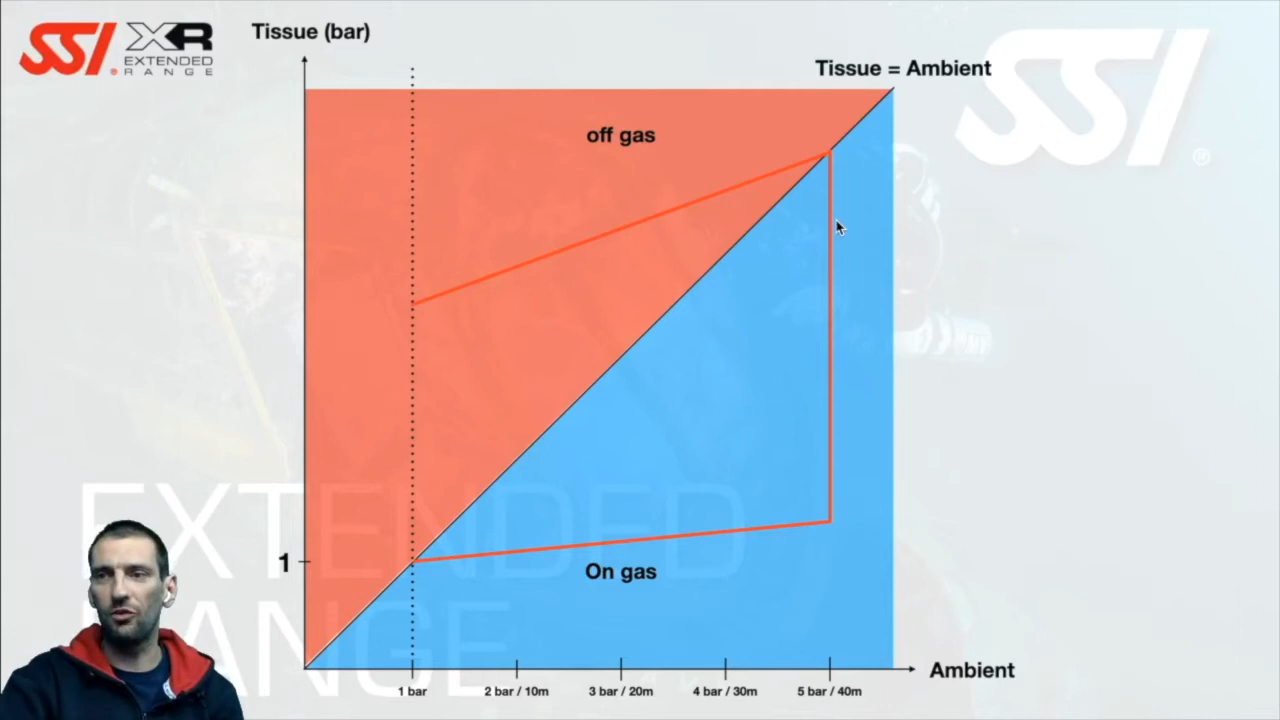 SSI
XR
EXTENDED
RANGE
Tissue (bar)
Tissue = Ambient
SSI
®
off gas
EXTENDED
RANGE
On gas
1
Ambient
1 bar
2 bar / 10m
3 bar / 20m
4 bar / 30m
5 bar / 40m